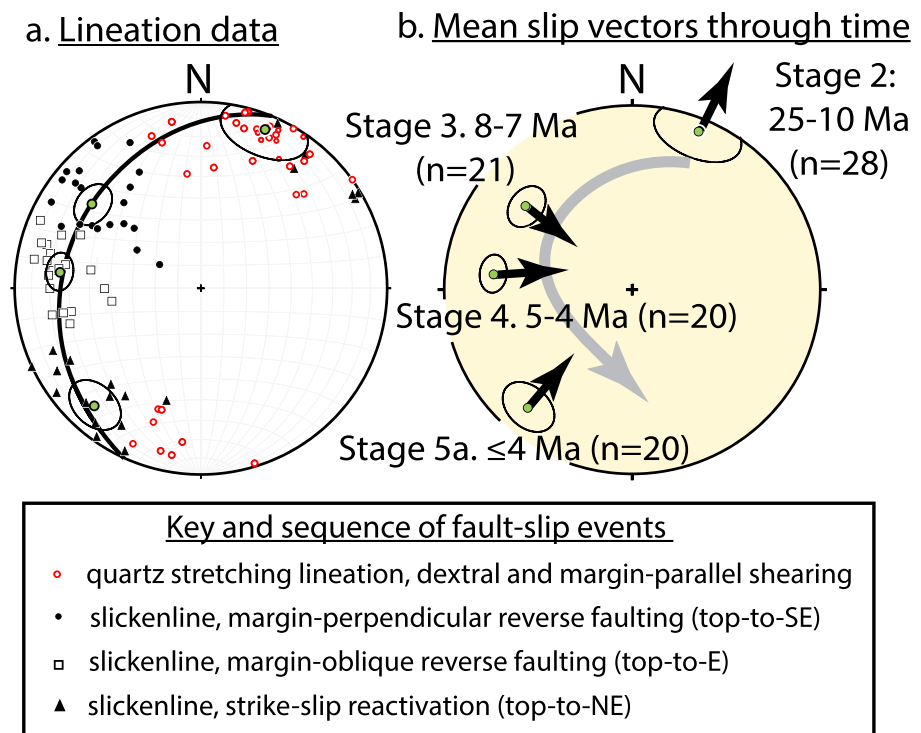 a. Lineation data
b. Mean slip vectors through time
N
N
Stage 2:
25-10 Ma
(n=28)
Stage 3. 8-7 Ma
(n=21)
Stage 4. 5-4 Ma (n=20)
Stage 5a. ≤4 Ma (n=20)
Key and sequence of fault-slip events
quartz stretching lineation, dextral and margin-parallel shearing
slickenline, margin-perpendicular reverse faulting (top-to-SE)
slickenline, margin-oblique reverse faulting (top-to-E)
slickenline, strike-slip reactivation (top-to-NE)